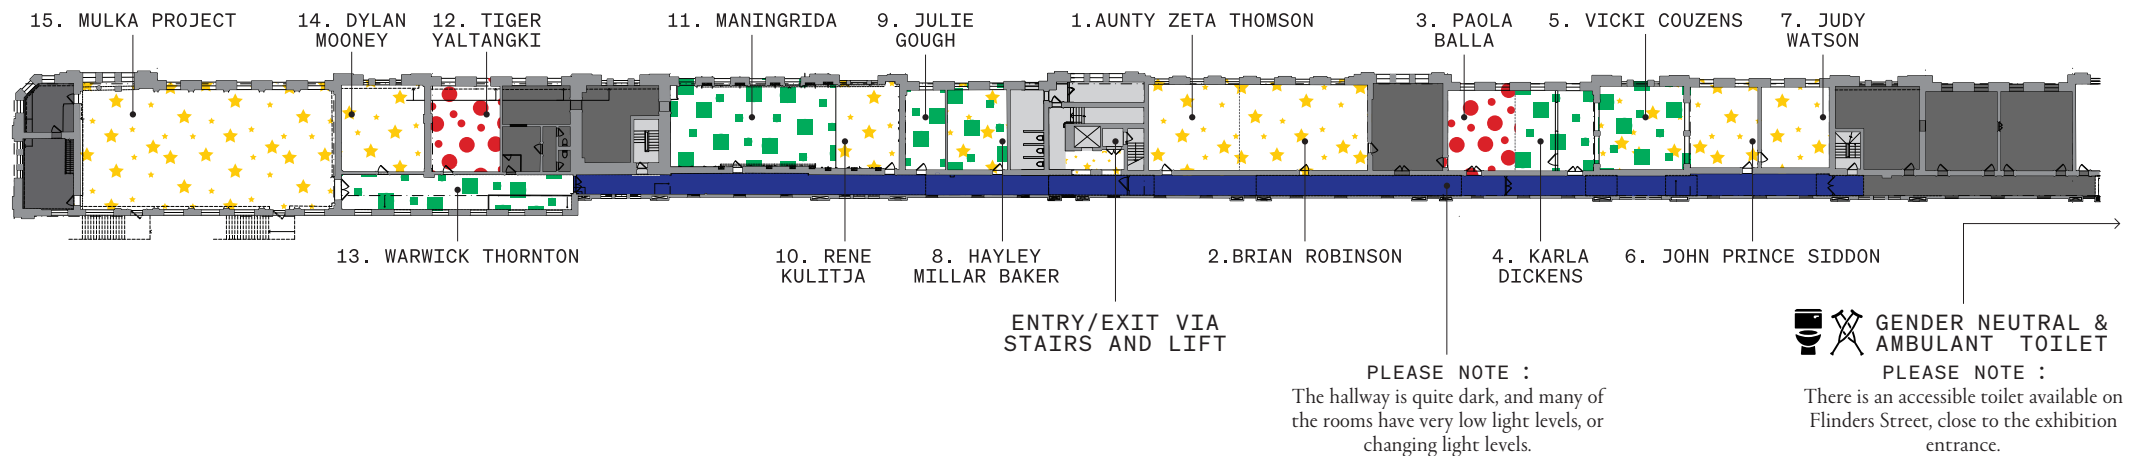 15. MULKA PROJECT
14. DYLAN
MOONEY
12. TIGER
YALTANGKI
11. MANINGRIDA
9. JULIE
GOUGH
1.AUNTY ZETA THOMSON
3. PAOLA
BALLA
5. VICKI COUZENS
7. JUDY
WATSON
13. WARWICK THORNTON
10. RENE
KULITJA
8. HAYLEY
MILLAR BAKER
2.BRIAN ROBINSON
4. KARLA
DICKENS
6. JOHN PRINCE SIDDON
ENTRY/EXIT VIA
STAIRS AND LIFT
PLEASE NOTE :
The hallway is quite dark, and many of
the rooms have very low light levels, or
changing light levels.
GENDER NEUTRAL &
AMBULANT TOILET
PLEASE NOTE :
There is an accessible toilet available on
Flinders Street, close to the exhibition
entrance.